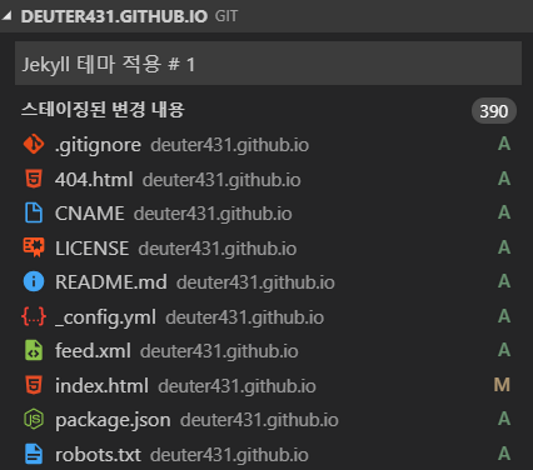 DEUTER431.GITHUB.IO GIT
Jekyll 테마 적용 # 1
스테이징된 변경 내용 390
.gitignore deuter431.github.io A
404.html deuter431.github.io A
CNAME deuter431.github.io A
LICENSE deuter431.github.io A
README.md deuter431.github.io A
{...} _config.yml deuter431.github.io A
feed.xml deuter431.github.io A
index.html deuter431.github.io M
package.json deuter431.github.io A
robots.txt deuter431.github.io A